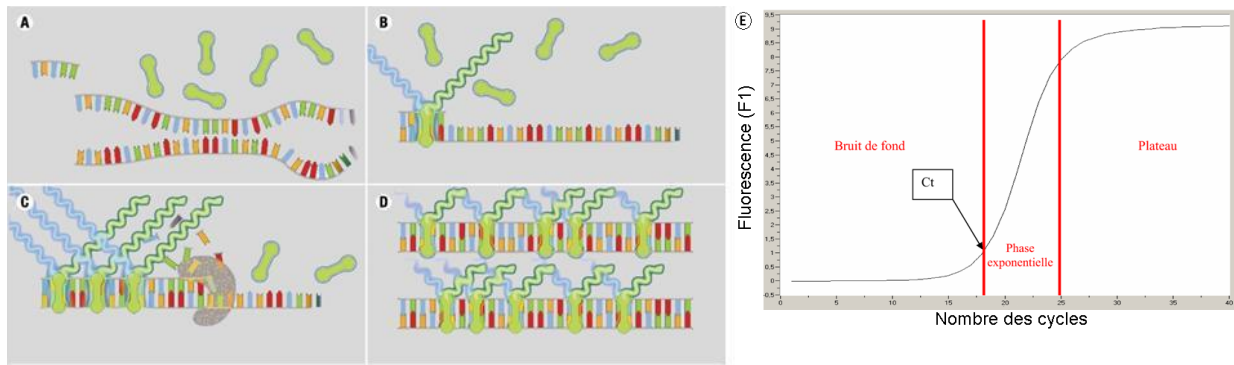 A
B
C
D
E
Fluorescence (F1)
9,5
9
8,5
8
7,5
7
6,5
6
5,5
5
4,5
4
3,5
3
2,5
2
1,5
1
0,5
0
-0,5
Bruit de fond
Ct
Phase
exponentielle
Plateau
0
5
10
15
20
25
30
35
40
Nombre des cycles